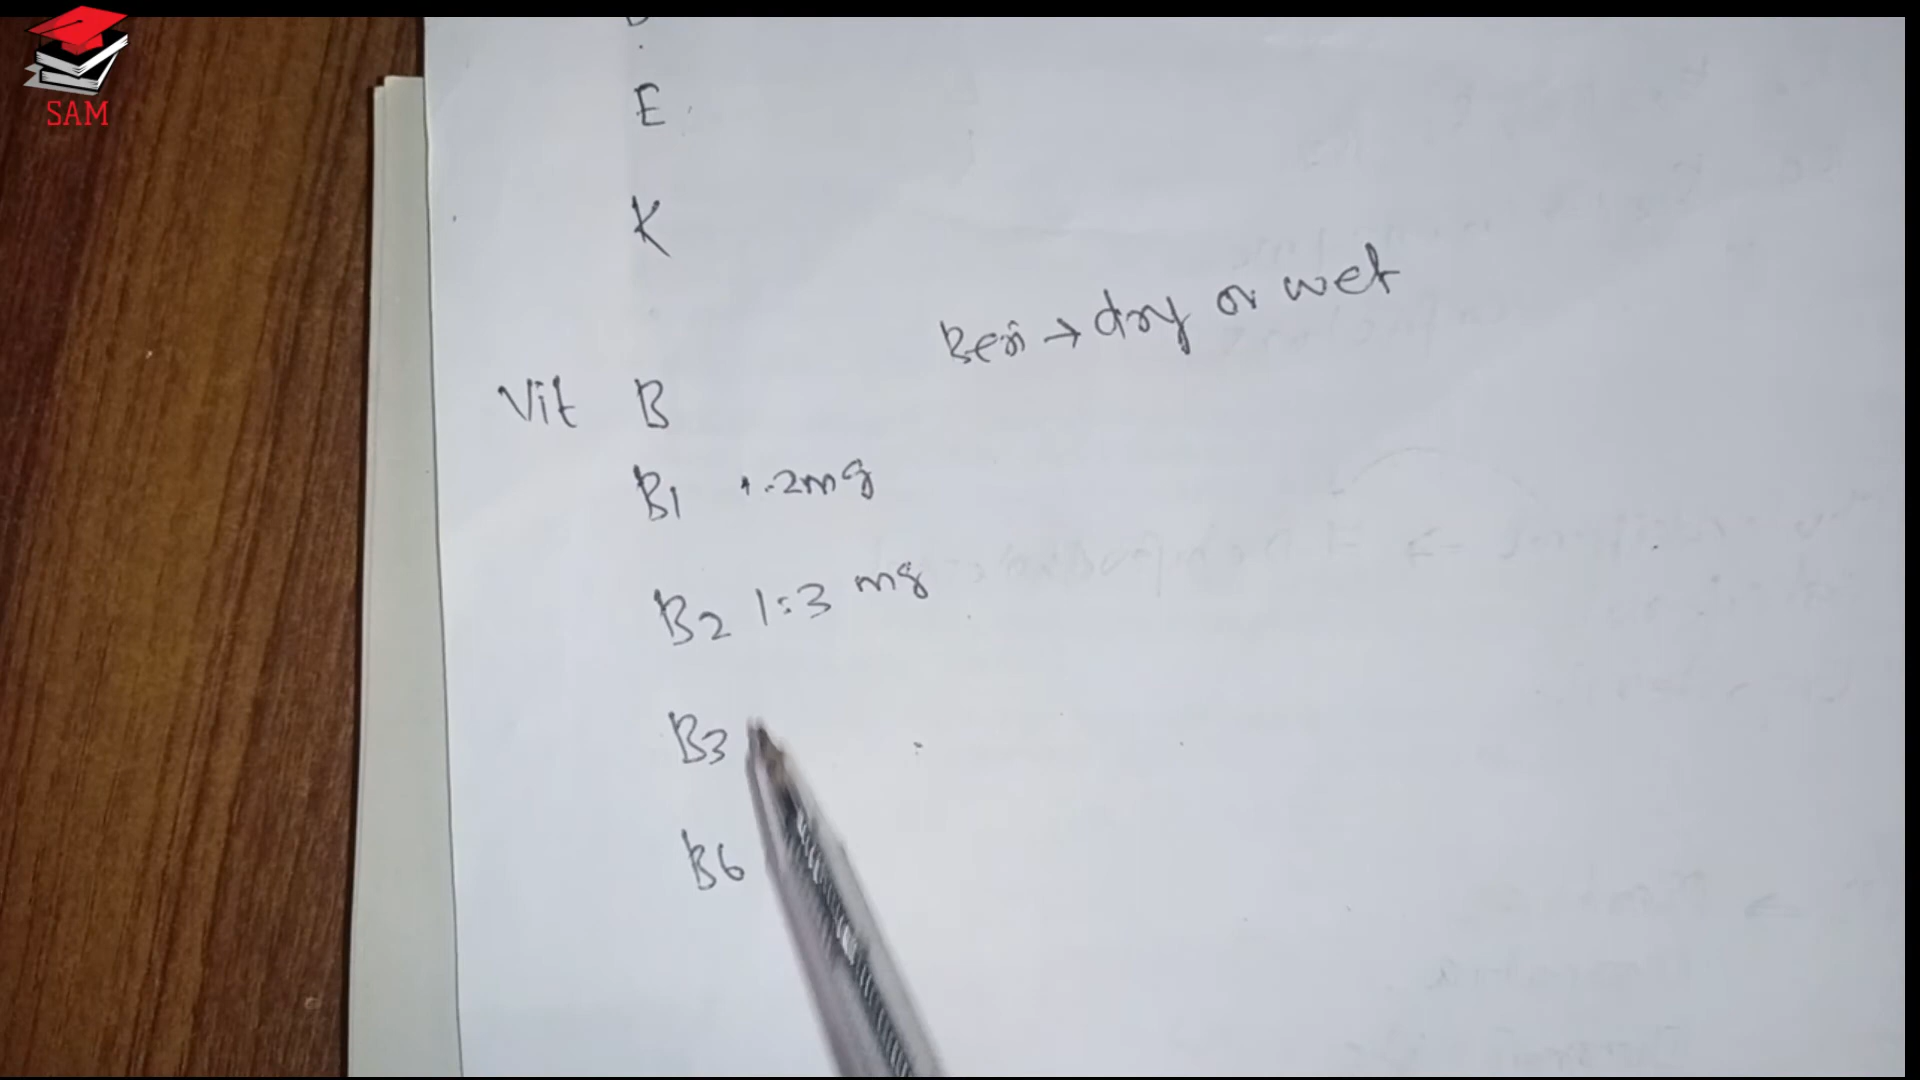 SAM
E
K
Beri → dry or wet
Vit B
B1 1.2mg
B2 1.3 mg
B3
B6